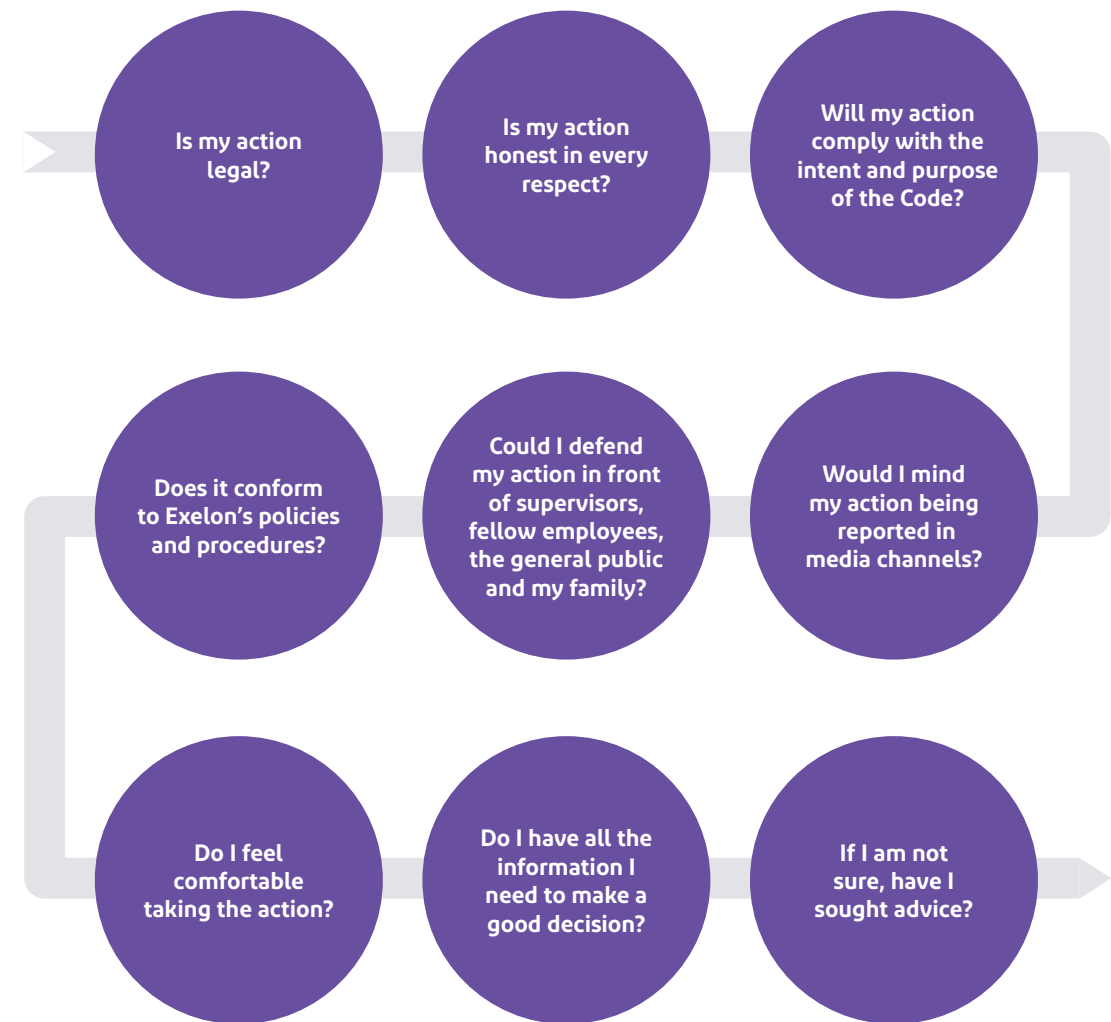 Is my action
legal?
Is my action
honest in every
respect?
Will my action
comply with the
intent and purpose
of the Code?
Would I mind
my action being
reported in
media channels?
Could I defend
my action in front
of supervisors,
fellow employees,
the general public
and my family?
Does it conform
to Exelon’s policies
and procedures?
Do I feel
comfortable
taking the action?
Do I have all the
information I
need to make a
good decision?
If I am not
sure, have I
sought advice?